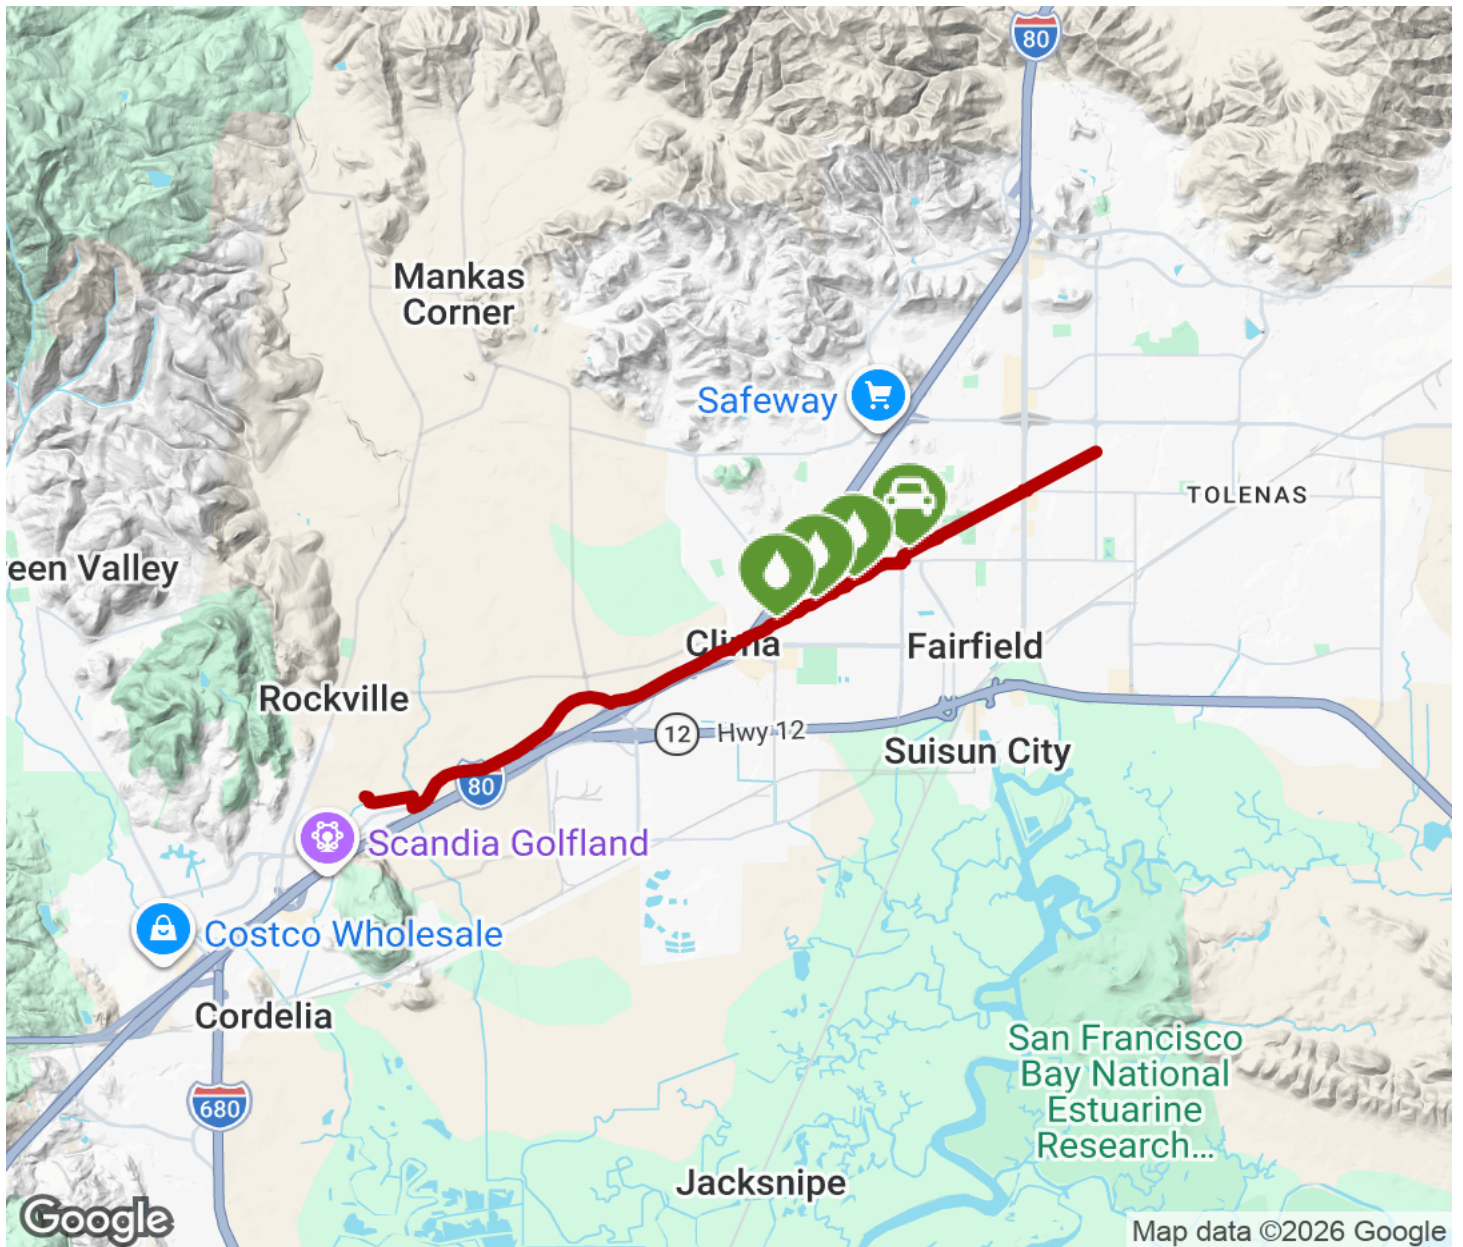 80
Mankas
Corner
Safeway
TOLENAS
een Valley
Clima
Fairfield
Rockville
12
Hwy 12
Suisun City
80
Scandia Golfland
Costco Wholesale
Cordelia
San Francisco
Bay National
Estuarine
Research...
680
Jacksnipe
Google
Map data ©2026 Google